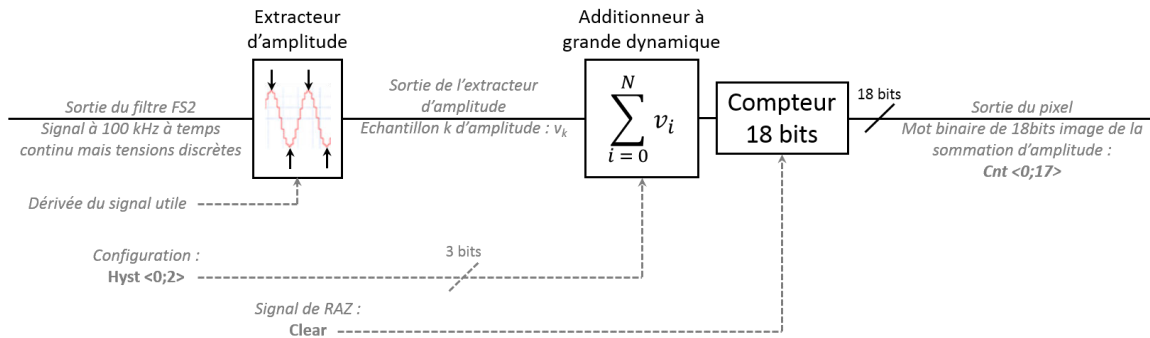 Extracteur
d'amplitude
Additionneur à
grande dynamique
Sortie du filtre FS2
Signal à 100 kHz à temps
continu mais tensions discrètes
Sortie de l'extracteur
d'amplitude
Echantillon k d'amplitude : v_k
N
∑ v_i
i = 0
Compteur
18 bits
18 bits
Sortie du pixel
Mot binaire de 18bits image de la
sommation d'amplitude :
Cnt <0;17>
Dérivée du signal utile
Configuration :
Hyst <0;2>
3 bits
Signal de RAZ :
Clear